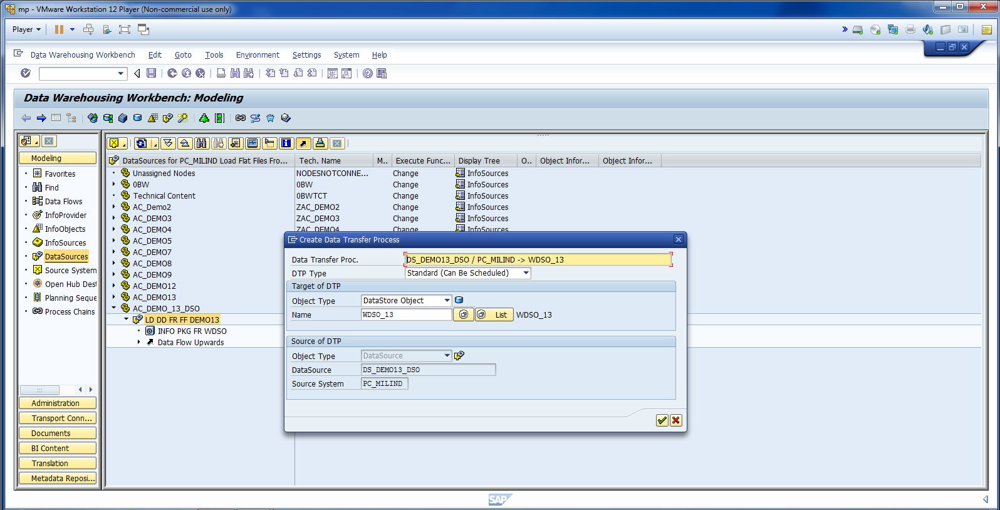 mp - VMware Workstation 12 Player (Non-commercial use only)
Player
Data Warehousing Workbench Edit Goto Tools Environment Settings System Help
Data Warehousing Workbench: Modeling
Modeling
Favorites
Find
Data Flows
InfoProvider
InfoObjects
InfoSources
DataSources
Source System
Open Hub Dest
Planning Seque
Process Chains
Administration
Transport Conn...
Documents
BI Content
Translation
Metadata Reposi...
DataSources for PC_MILIND Load Flat Files Fro... Tech. Name M.. Execute Func... Display Tree O.. Object Infor... Object Infor...
Unassigned Nodes NODESNOTCONNE... Change InfoSources
0BW 0BW Change InfoSources
Technical Content 0BWTCT Change InfoSources
AC_Demo2 ZAC_DEMO2 Change InfoSources
AC_DEMO3 ZAC_DEMO3 Change InfoSources
AC_DEMO4 ZAC_DEMO4 Change InfoSources
AC_DEMO5
AC_DEMO7
AC_DEMO8
AC_DEMO9
AC_DEMO12
AC_DEMO13
AC_DEMO_13_DSO
LD DD FR FF DEMO13
INFO PKG FR WDSO
Data Flow Upwards
Create Data Transfer Process
Data Transfer Proc. DS_DEMO13_DSO / PC_MILIND -> WDSO_13
DTP Type Standard (Can Be Scheduled)
Target of DTP
Object Type DataStore Object
Name WDSO_13 List WDSO_13
Source of DTP
Object Type DataSource
DataSource DS_DEMO13_DSO
Source System PC_MILIND
SAP